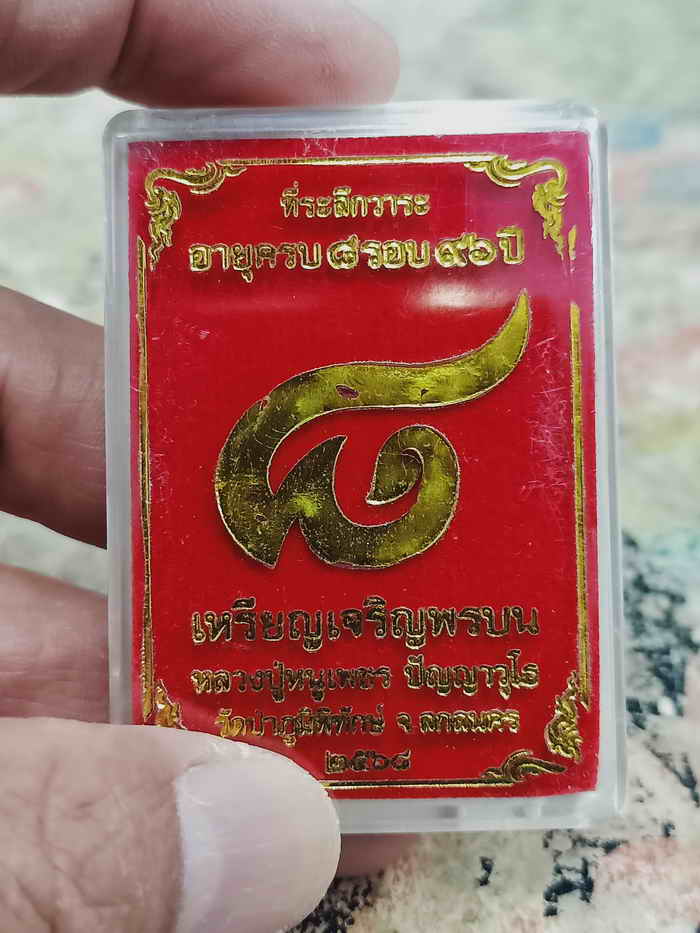 ที่ระลึกวาระ
อายุครบ ๘ รอบ ๙๖ ปี
๘
เหรียญเจริญพรบน
หลวงปู่หนูเพชร ปัญญาวุโธ
วัดป่าภูมิพิทักษ์ จ.สกลนคร
๒๕๖๘